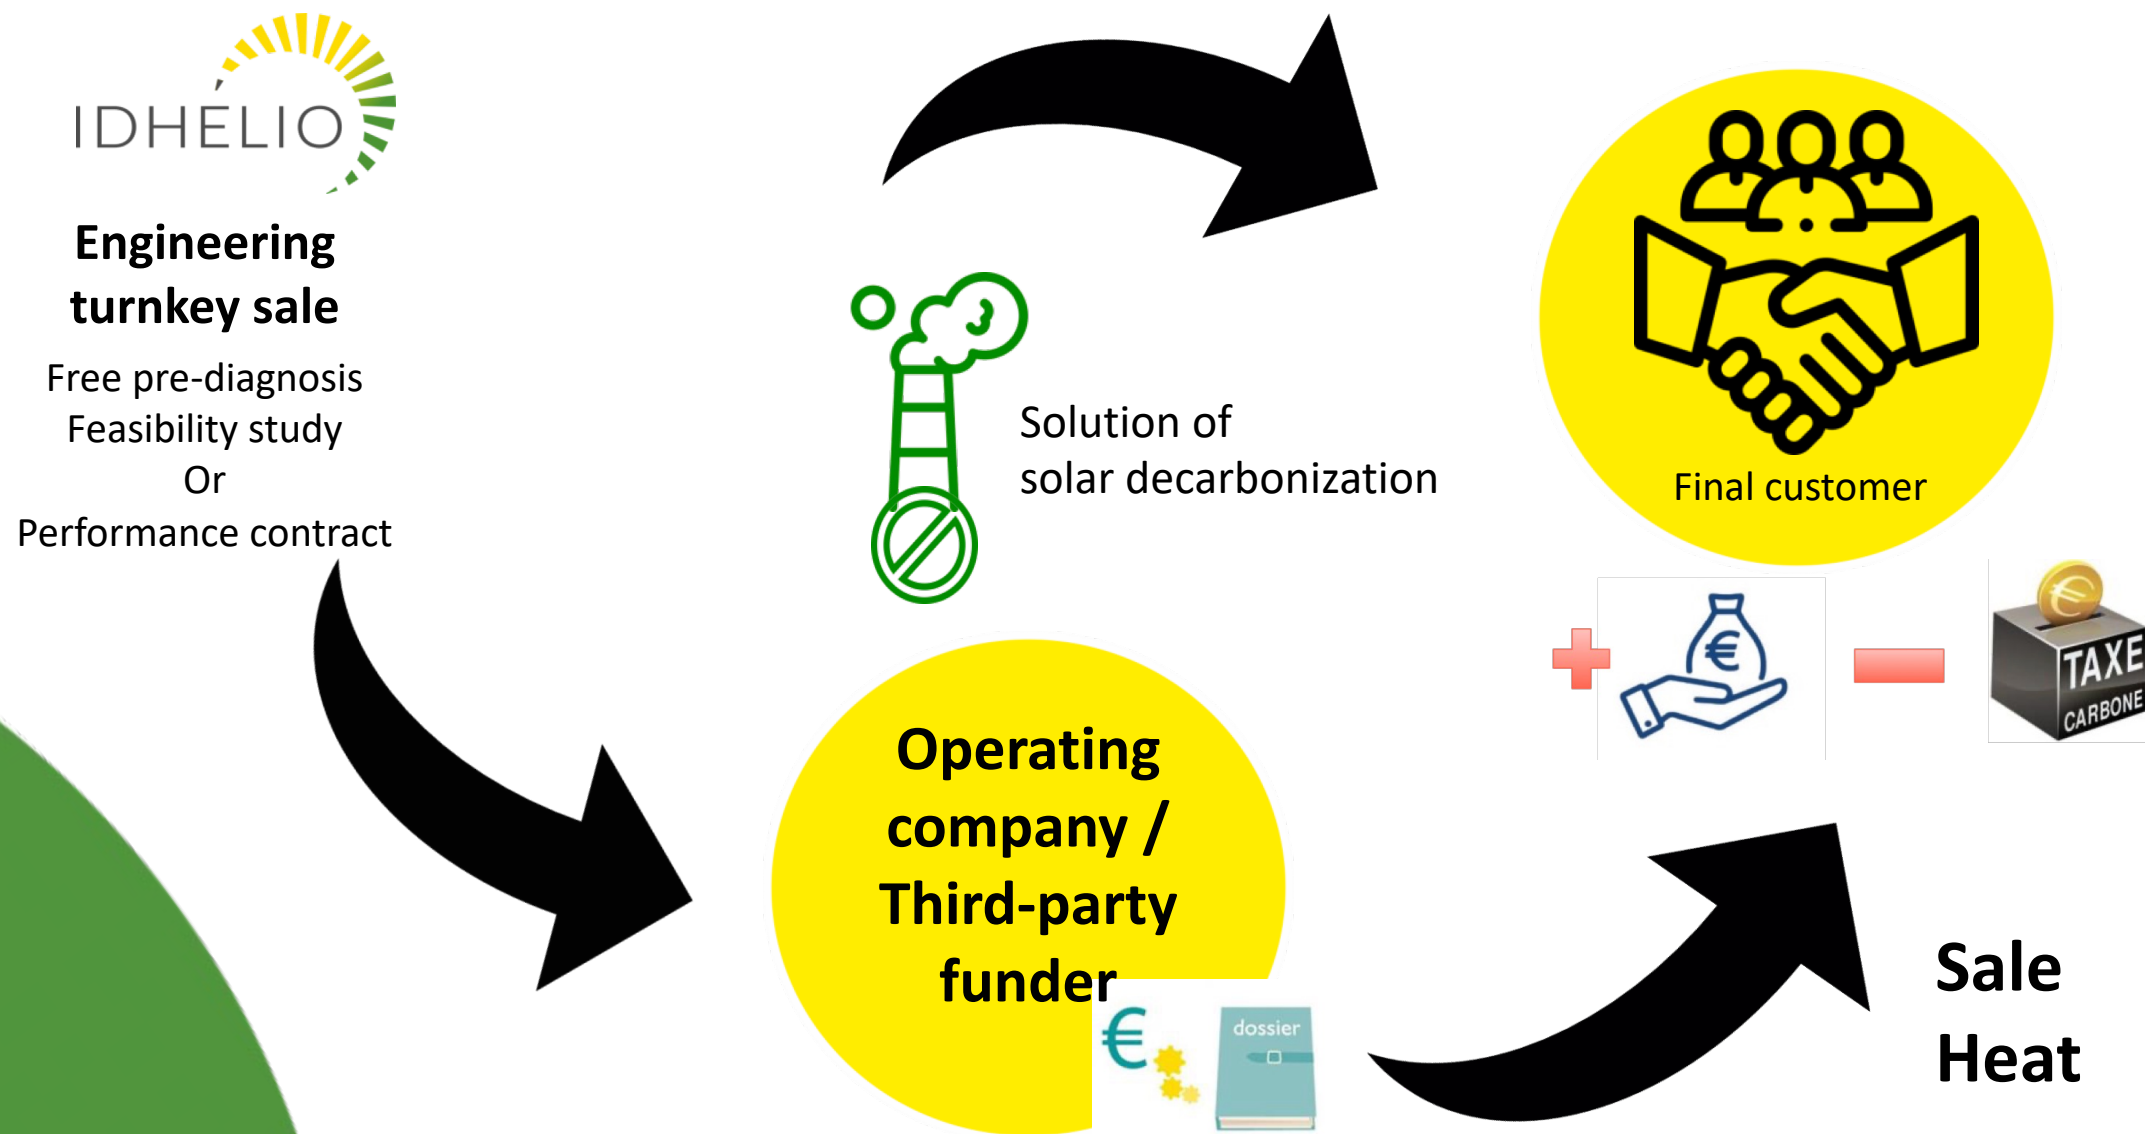 IDHÉLIO
Engineering
turnkey sale
Free pre-diagnosis
Feasibility study
Or
Performance contract
Solution of
solar decarbonization
Final customer
€
TAXE
CARBONE
€
Operating
company /
Third-party
funder
€
dossier
Sale
Heat